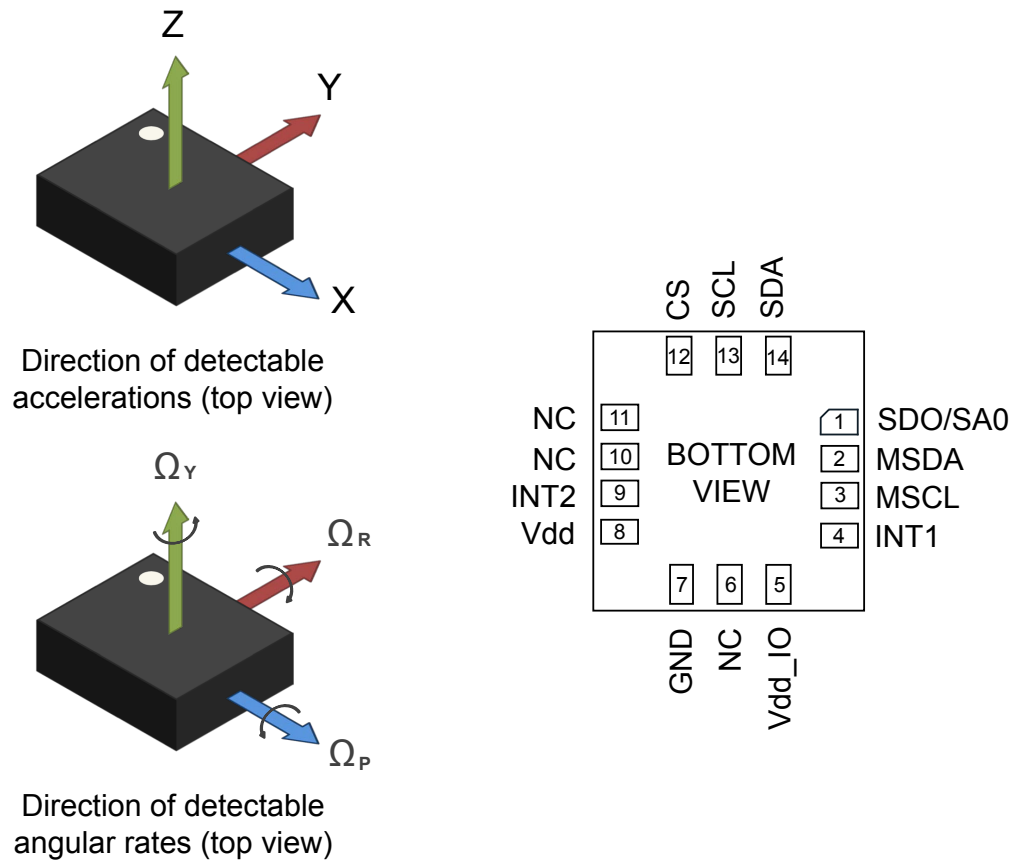 Z
Y
X
Direction of detectable
accelerations (top view)
ΩY
ΩR
ΩP
Direction of detectable
angular rates (top view)
CS
SCL
SDA
12
13
14
NC
11
1
SDO/SA0
NC
10
BOTTOM
2
MSDA
INT2
9
VIEW
3
MSCL
Vdd
8
4
INT1
7
6
5
GND
NC
Vdd_IO